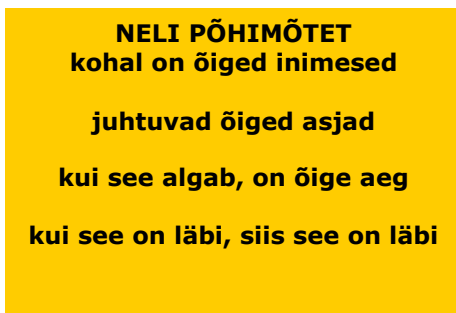 NELI PÕHIMÕTET
kohal on õiged inimesed
juhtuvad õiged asjad
kui see algab, on õige aeg
kui see on läbi, siis see on läbi